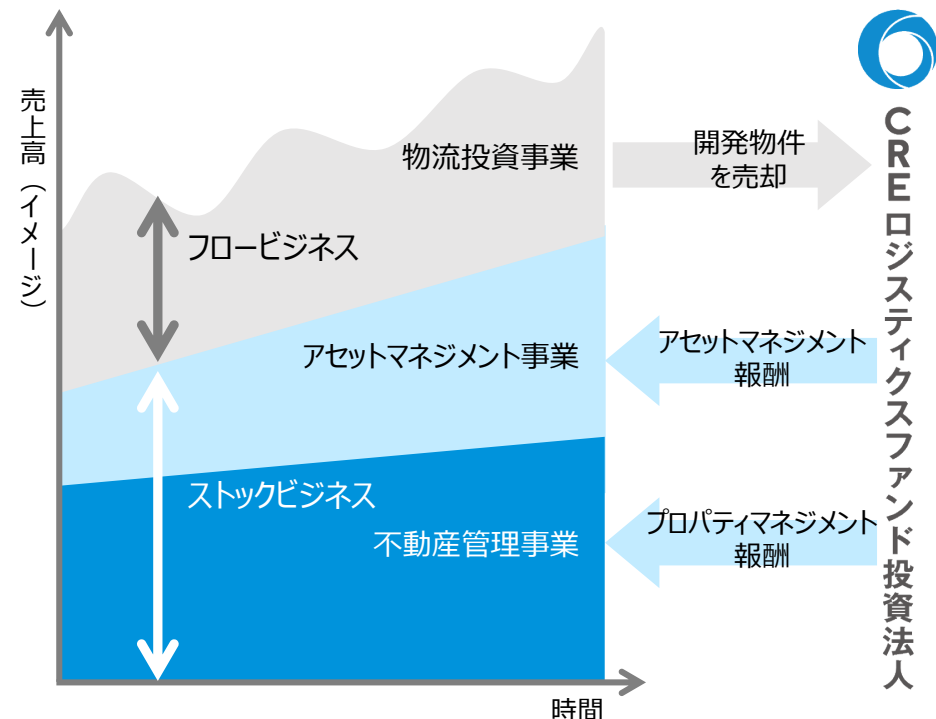 売上高（イメージ）
物流投資事業
フロービジネス
アセットマネジメント事業
ストックビジネス
不動産管理事業
時間
開発物件
を売却
アセットマネジメント
報酬
プロパティマネジメント
報酬
CREロジスティクスファンド投資法人